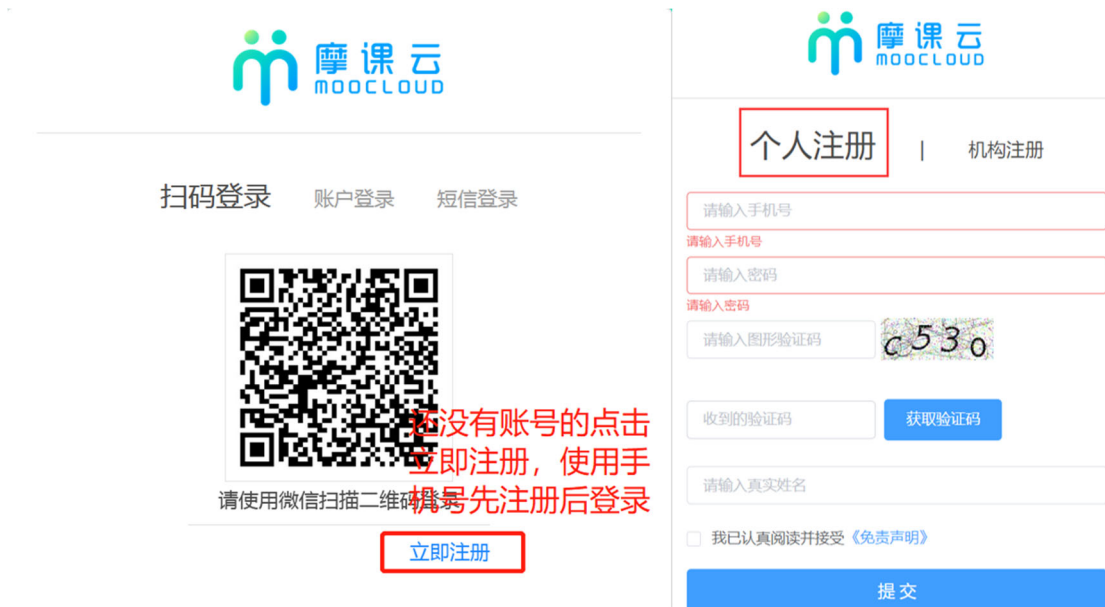 摩课云
MOOCLOUD
扫码登录 账户登录 短信登录
还没有账号的点击
立即注册，使用手
机号先注册后登录
请使用微信扫描二维码登录
立即注册
摩课云
MOOCLOUD
个人注册 | 机构注册
请输入手机号
请输入手机号
请输入密码
请输入密码
请输入图形验证码 c530
收到的验证码 获取验证码
请输入真实姓名
我已认真阅读并接受《免责声明》
提交